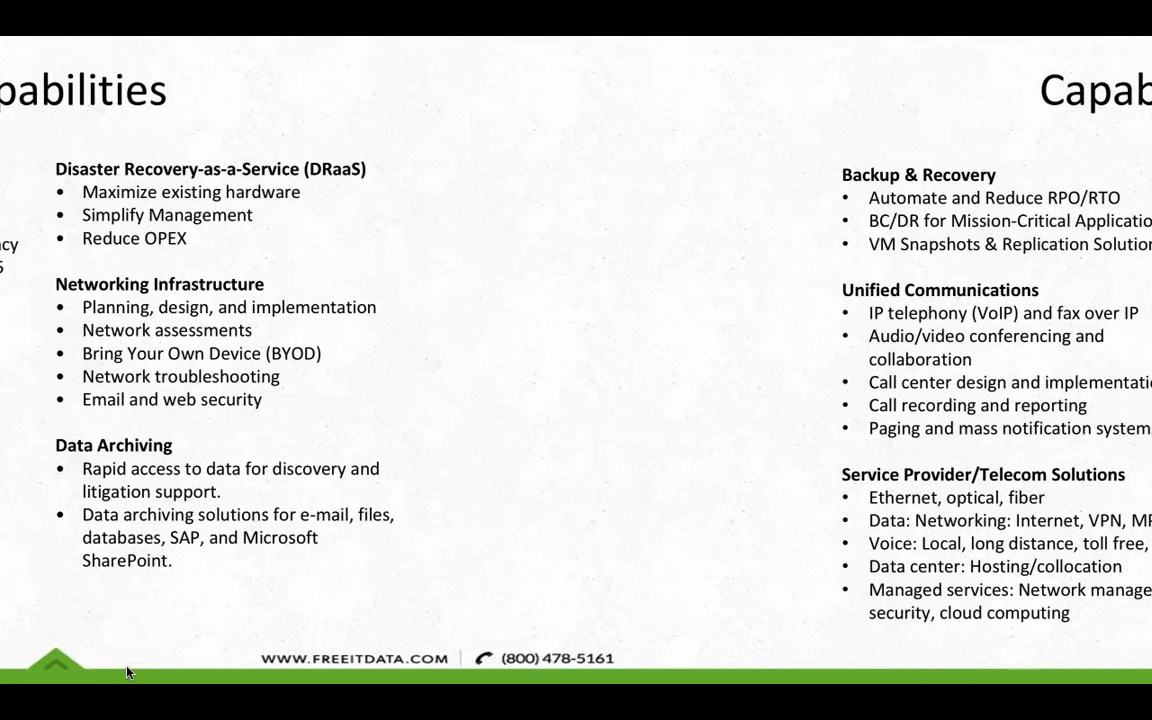 pabilities
Capab
ncy
Disaster Recovery-as-a-Service (DRaaS)
• Maximize existing hardware
• Simplify Management
• Reduce OPEX
Networking Infrastructure
• Planning, design, and implementation
• Network assessments
• Bring Your Own Device (BYOD)
• Network troubleshooting
• Email and web security
Data Archiving
• Rapid access to data for discovery and
litigation support.
• Data archiving solutions for e-mail, files,
databases, SAP, and Microsoft
SharePoint.
Backup & Recovery
• Automate and Reduce RPO/RTO
• BC/DR for Mission-Critical Applicatio
• VM Snapshots & Replication Solution
Unified Communications
• IP telephony (VoIP) and fax over IP
• Audio/video conferencing and
collaboration
• Call center design and implementati
• Call recording and reporting
• Paging and mass notification system
Service Provider/Telecom Solutions
• Ethernet, optical, fiber
• Data: Networking: Internet, VPN, MP
• Voice: Local, long distance, toll free,
• Data center: Hosting/collocation
• Managed services: Network manage
security, cloud computing
WWW.FREEITDATA.COM | (800) 478-5161